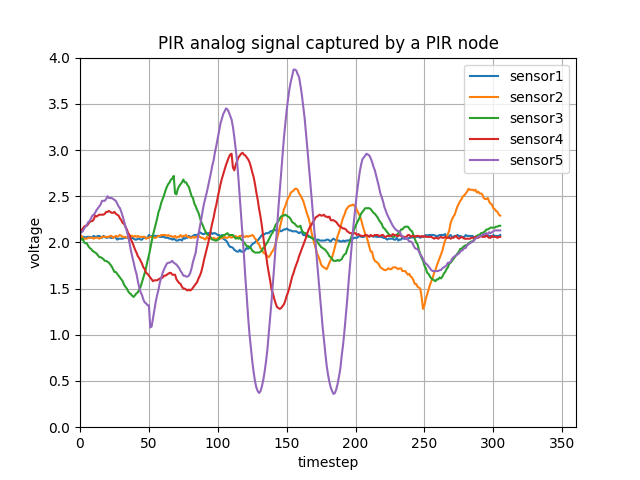 PIR analog signal captured by a PIR node
4.0
3.5
3.0
2.5
2.0
1.5
1.0
0.5
0.0
voltage
sensor1
sensor2
sensor3
sensor4
sensor5
0 50 100 150 200 250 300 350
timestep